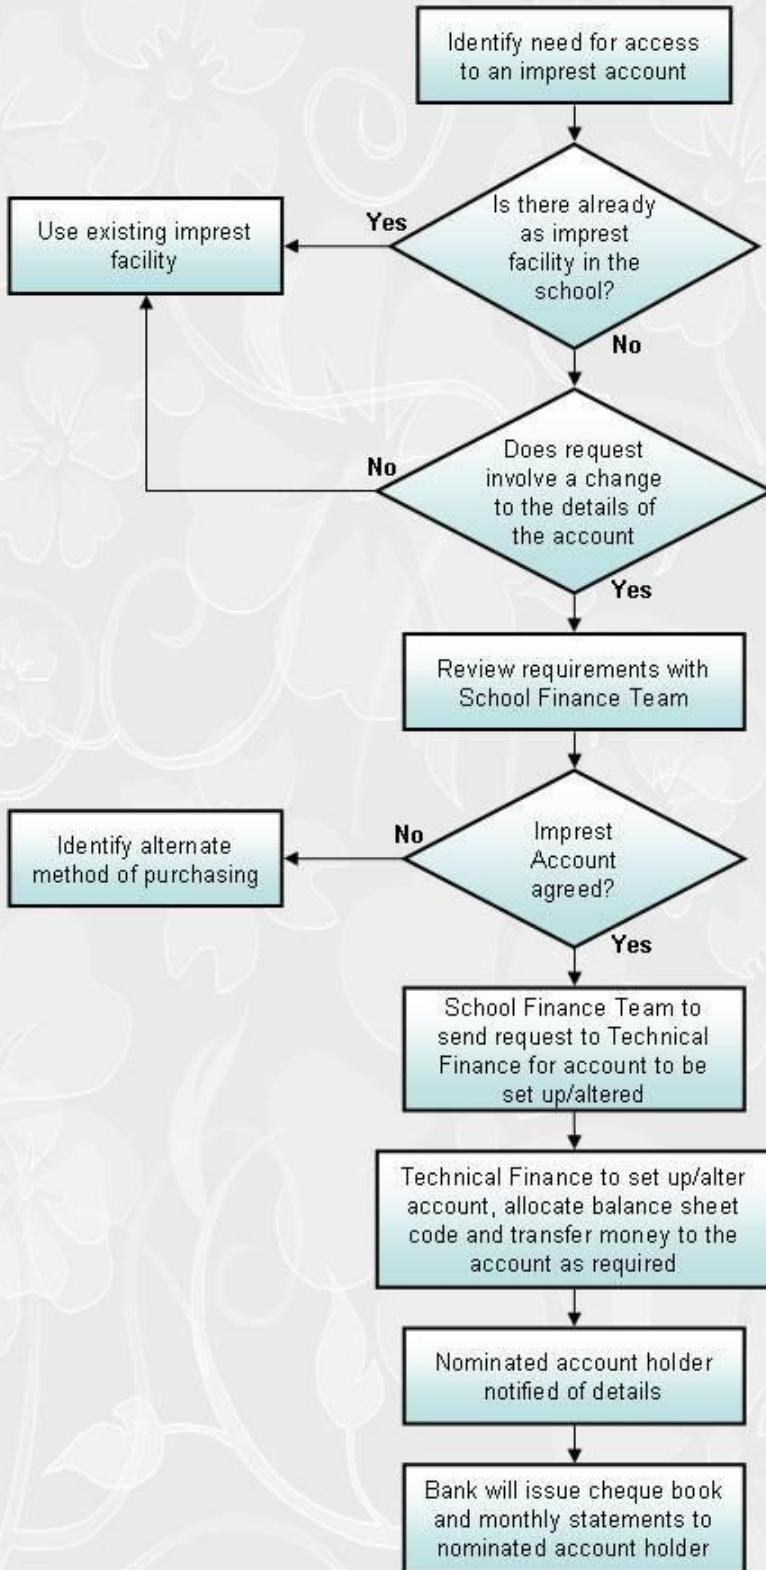 Identify need for access
to an imprest account
Is there already
as imprest
facility in the
school?
Yes
Use existing imprest
facility
No
Does request
involve a change
to the details of
the account
No
Yes
Review requirements with
School Finance Team
Imprest
Account
agreed?
No
Identify alternate
method of purchasing
Yes
School Finance Team to
send request to Technical
Finance for account to be
set up/altered
Technical Finance to set up/alter
account, allocate balance sheet
code and transfer money to the
account as required
Nominated account holder
notified of details
Bank will issue cheque book
and monthly statements to
nominated account holder